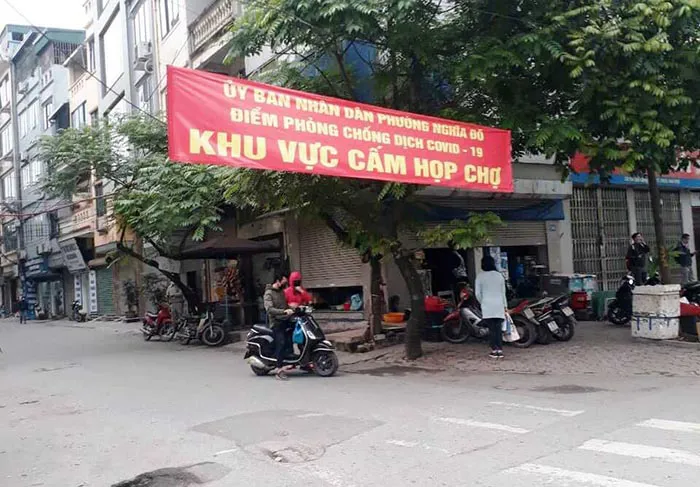 ỦY BAN NHÂN DÂN PHƯỜNG NGHĨA ĐÔ
ĐIỂM PHÒNG CHỐNG DỊCH COVID - 19
KHU VỰC CẤM HỌP CHỢ